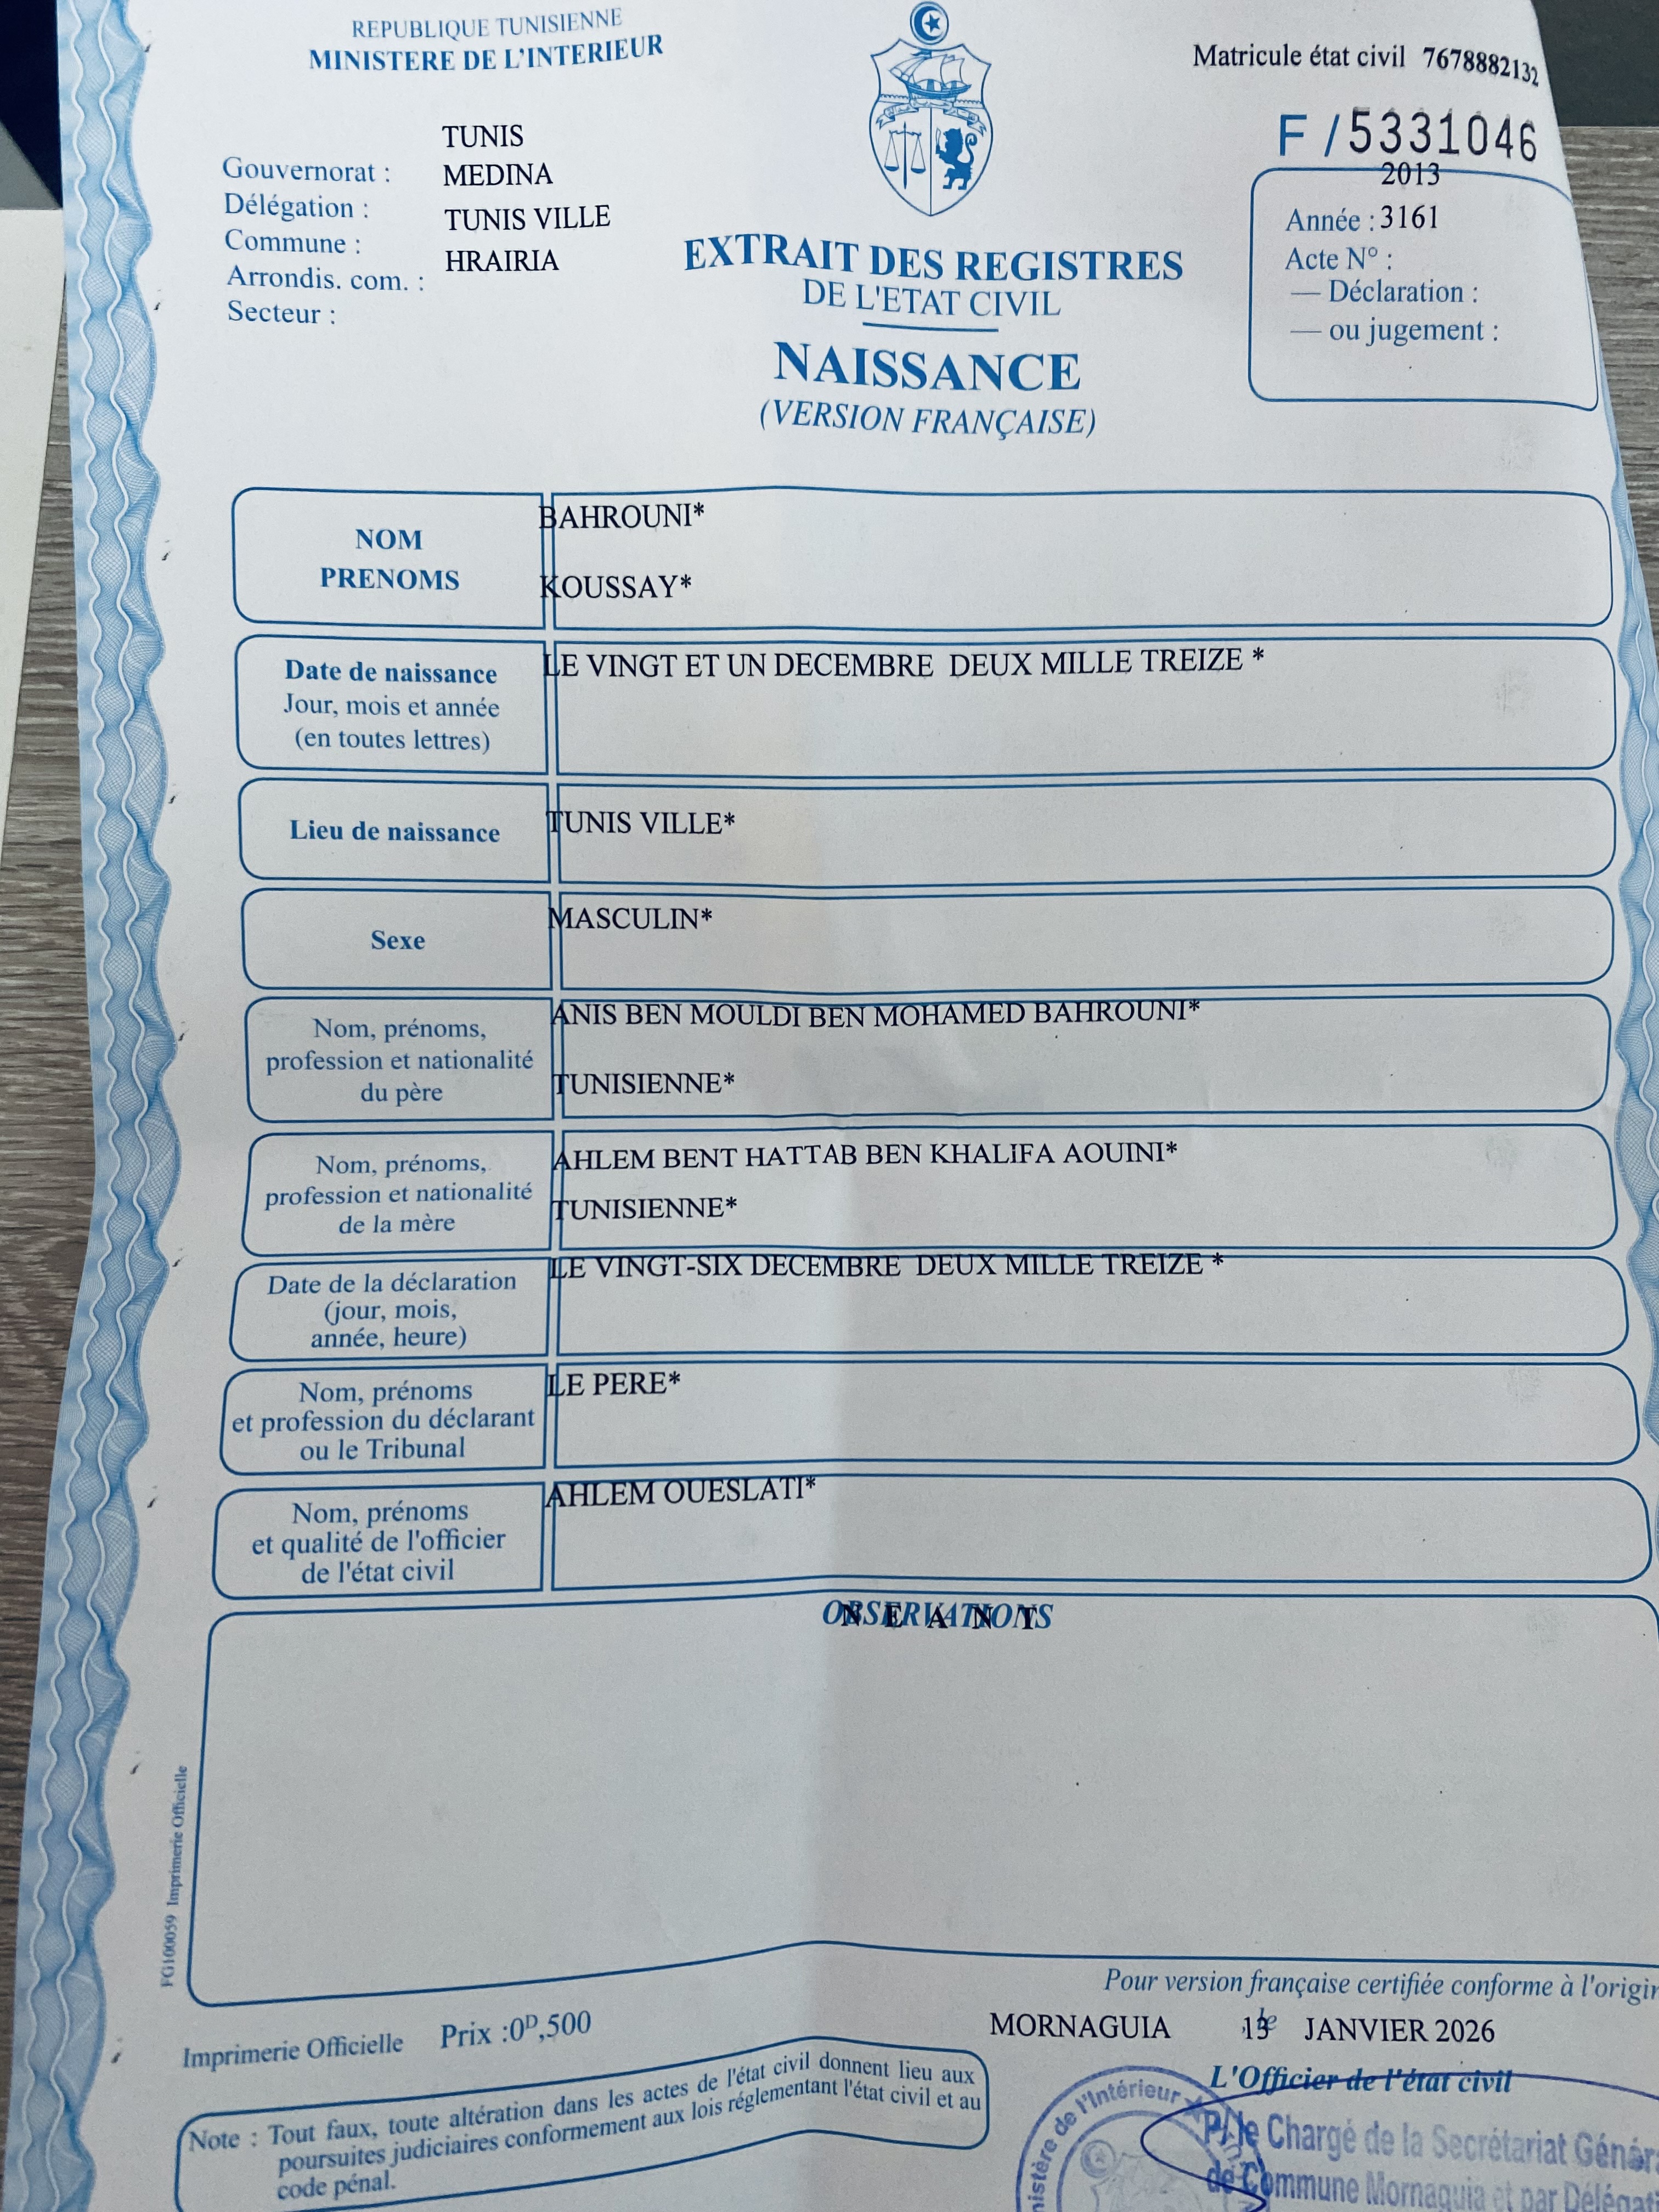 REPUBLIQUE TUNISIENNE
MINISTERE DE L'INTERIEUR
Matricule état civil 7678882132
F / 5331046
TUNIS
Gouvernorat :
MEDINA
Délégation :
TUNIS VILLE
Commune :
HRAIRIA
Arrondis. com. :
Secteur :
2013
Année : 3161
Acte N° :
— Déclaration :
— ou jugement :
EXTRAIT DES REGISTRES
DE L'ETAT CIVIL
NAISSANCE
(VERSION FRANÇAISE)
NOM
PRENOMS
BAHROUNI*
KOUSSAY*
Date de naissance
Jour, mois et année
(en toutes lettres)
LE VINGT ET UN DECEMBRE DEUX MILLE TREIZE *
Lieu de naissance
TUNIS VILLE*
Sexe
MASCULIN*
Nom, prénoms,
profession et nationalité
du père
ANIS BEN MOULDI BEN MOHAMED BAHROUNI*
TUNISIENNE*
Nom, prénoms,
profession et nationalité
de la mère
AHLEM BENT HATTAB BEN KHALIFA AOUINI*
TUNISIENNE*
Date de la déclaration
(jour, mois,
année, heure)
LE VINGT-SIX DECEMBRE DEUX MILLE TREIZE *
Nom, prénoms
et profession du déclarant
ou le Tribunal
LE PERE*
Nom, prénoms
et qualité de l'officier
de l'état civil
AHLEM OUESLATI*
OBSERVATIONS
N E A N T
FG100059 Imprimerie Officielle
Pour version française certifiée conforme à l'origin
MORNAGUIA , le JANVIER 2026
Imprimerie Officielle Prix :0D,500
L'Officier de l'état civil
Note : Tout faux, toute altération dans les actes de l'état civil donnent lieu aux
poursuites judiciaires conformement aux lois réglementant l'état civil et au
code pénal.
nistère de l'Intérieur
P/ le Chargé de la Secrétariat Généra
de Commune Mornaguia et par Délégati